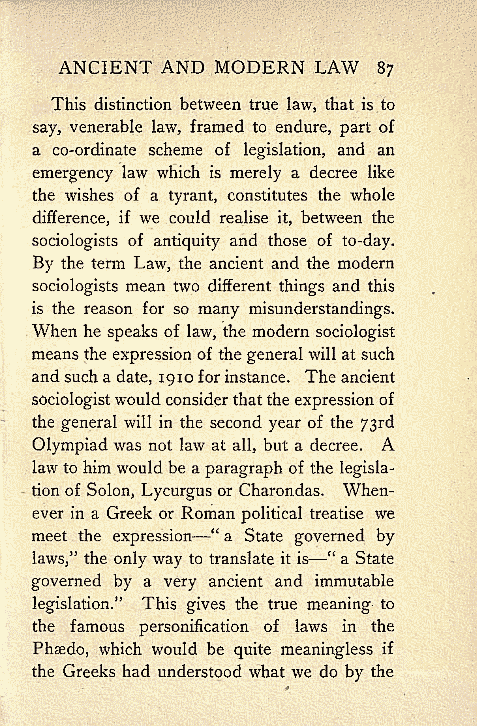 ANCIENT AND MODERN LAW 87
This distinction between true law, that is to
say, venerable law, framed to endure, part of
a co-ordinate scheme of legislation, and an
emergency law which is merely a decree like
the wishes of a tyrant, constitutes the whole
difference, if we could realise it, between the
sociologists of antiquity and those of to-day.
By the term Law, the ancient and the modern
sociologists mean two different things and this
is the reason for so many misunderstandings.
When he speaks of law, the modern sociologist
means the expression of the general will at such
and such a date, 1910 for instance. The ancient
sociologist would consider that the expression of
the general will in the second year of the 73rd
Olympiad was not law at all, but a decree. A
law to him would be a paragraph of the legisla-
tion of Solon, Lycurgus or Charondas. When-
ever in a Greek or Roman political treatise we
meet the expression—“a State governed by
laws,” the only way to translate it is—“a State
governed by a very ancient and immutable
legislation.” This gives the true meaning to
the famous personification of laws in the
Phædo, which would be quite meaningless if
the Greeks had understood what we do by the